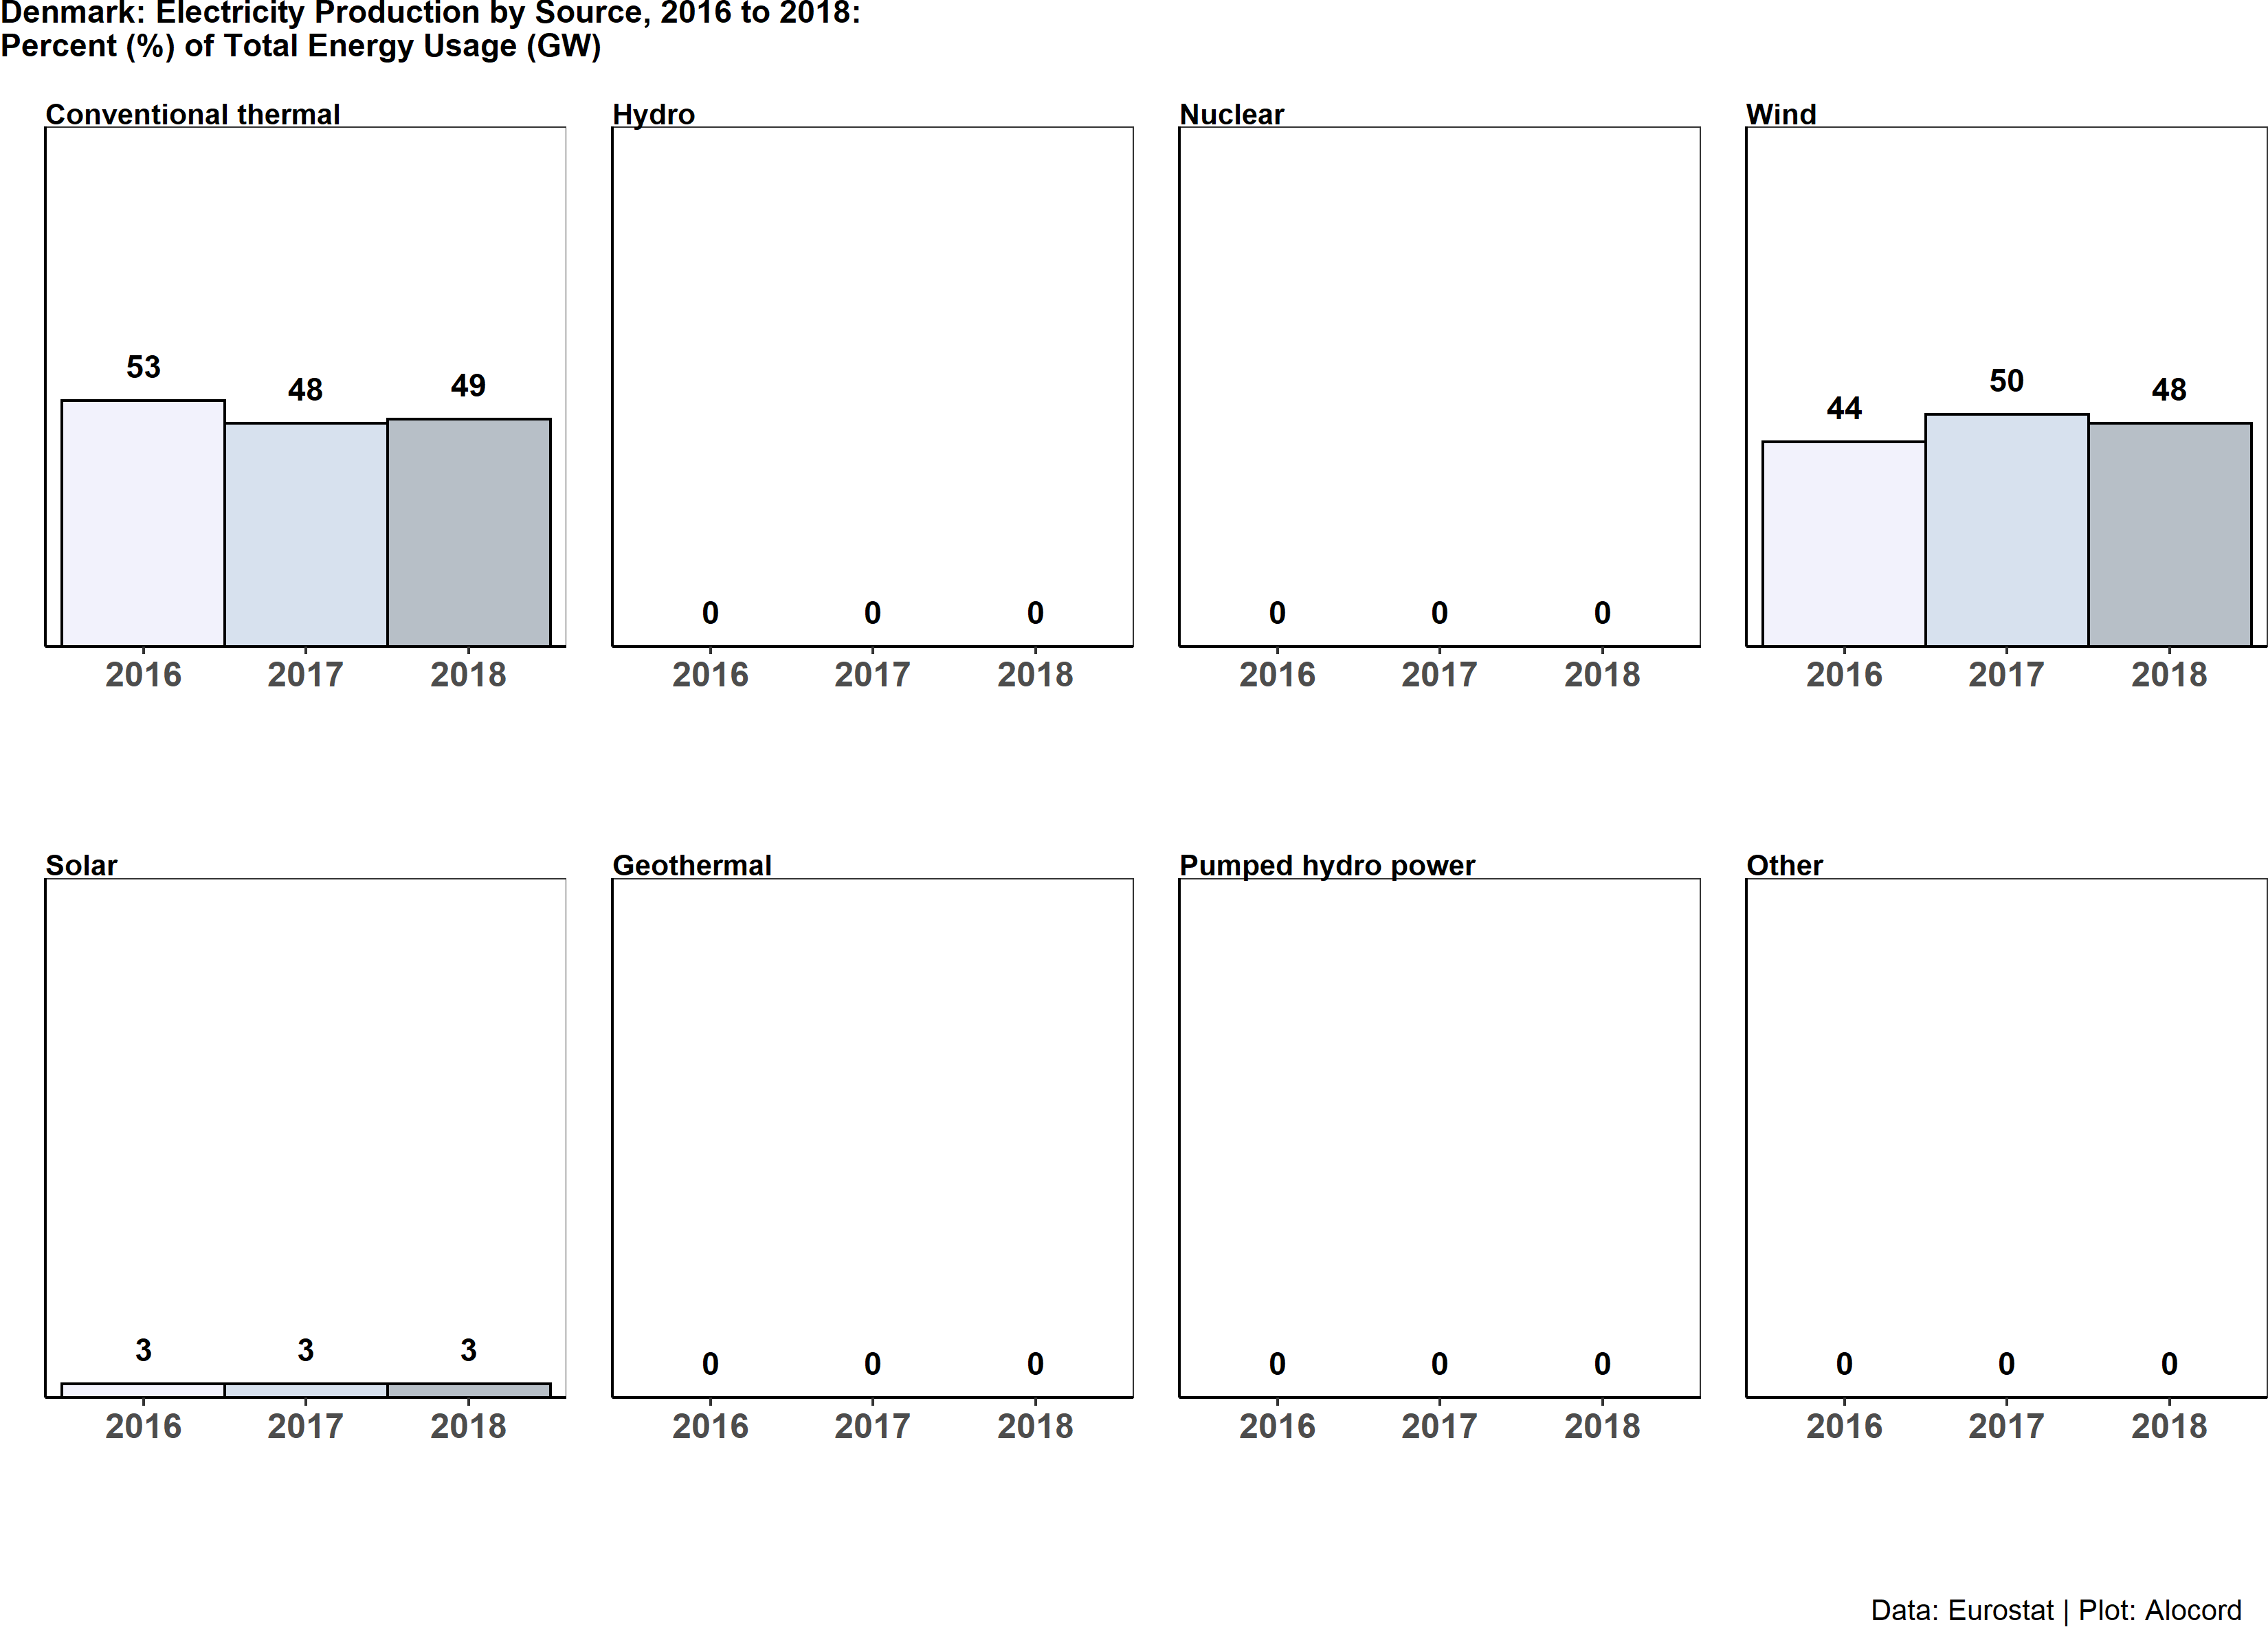 Denmark: Electricity Production by Source, 2016 to 2018:
Percent (%) of Total Energy Usage (GW)
Conventional thermal
53
48
49
2016 2017 2018
Hydro
0 0 0
2016 2017 2018
Nuclear
0 0 0
2016 2017 2018
Wind
44
50
48
2016 2017 2018
Solar
3 3 3
2016 2017 2018
Geothermal
0 0 0
2016 2017 2018
Pumped hydro power
0 0 0
2016 2017 2018
Other
0 0 0
2016 2017 2018
Data: Eurostat | Plot: Alocord